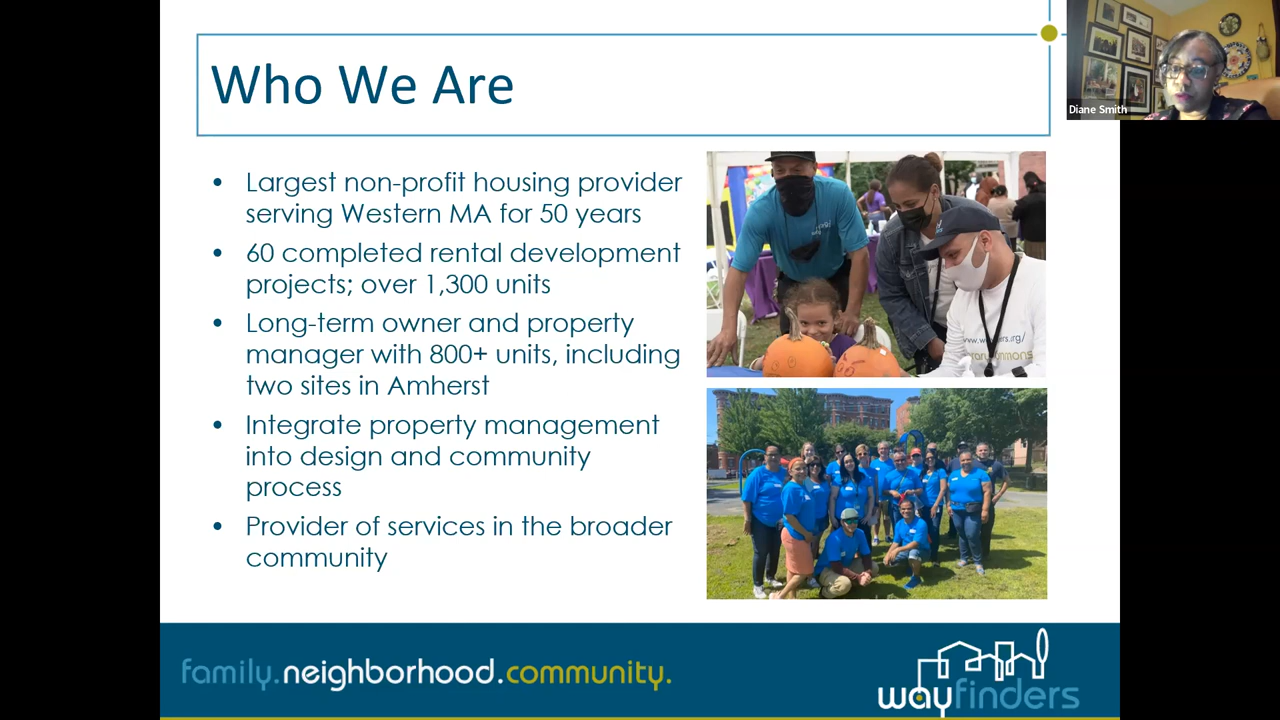 Who We Are
Diane Smith
• Largest non-profit housing provider
serving Western MA for 50 years
• 60 completed rental development
projects; over 1,300 units
• Long-term owner and property
manager with 800+ units, including
two sites in Amherst
• Integrate property management
into design and community
process
• Provider of services in the broader
community
family.neighborhood.community.
wayfinders